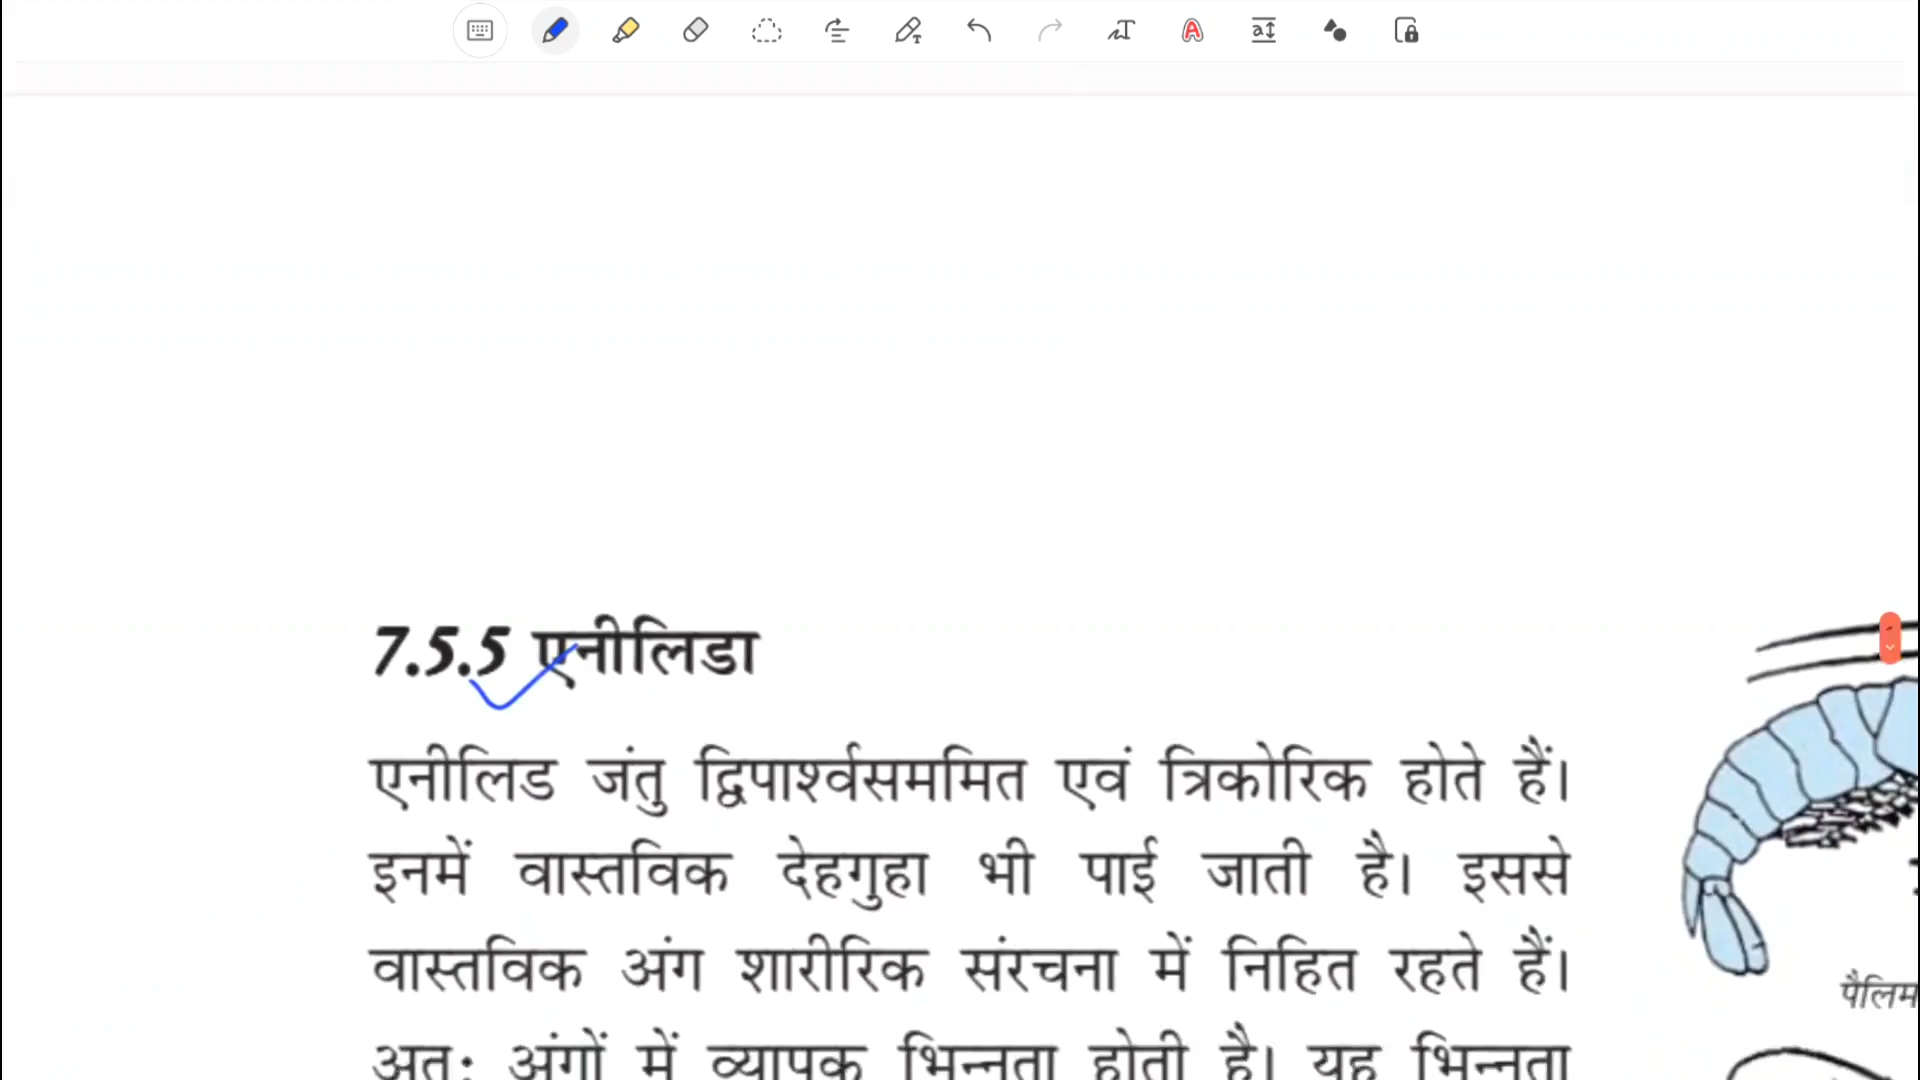 7.5.5 एनीलिडा
एनीलिड जंतु द्विपार्श्वसममित एवं त्रिकोरिक होते हैं।
इनमें वास्तविक देहगुहा भी पाई जाती है। इससे
वास्तविक अंग शारीरिक संरचना में निहित रहते हैं।
अत: अंगों में व्यापक भिन्नता होती है। यह भिन्नता